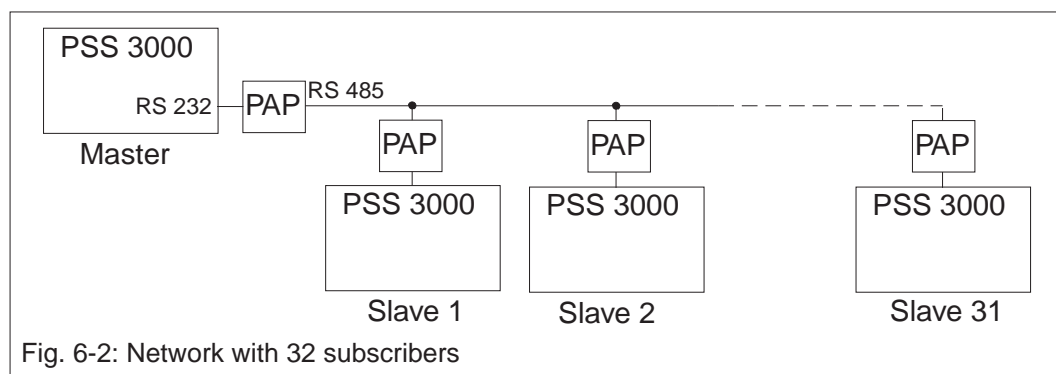 PSS 3000
RS 232
PAP
RS 485
Master
PAP
PAP
PAP
PSS 3000
PSS 3000
PSS 3000
Slave 1
Slave 2
Slave 31
Fig. 6-2: Network with 32 subscribers